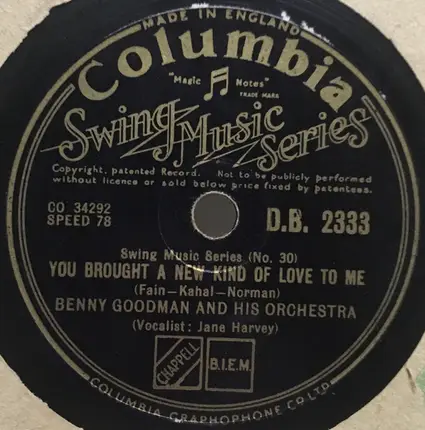 MADE IN ENGLAND
Columbia
"Magic Notes"
TRADE MARK
Swing Music Series
Copyright, patented Record. Not to be publicly performed
without licence or sold below price fixed by patentees.
CO 34292
SPEED 78
D.B. 2333
Swing Music Series (No. 30)
YOU BROUGHT A NEW KIND OF LOVE TO ME
(Fain-Kahal-Norman)
BENNY GOODMAN AND HIS ORCHESTRA
(Vocalist: Jane Harvey)
CHAPPELL
B.I.E.M.
COLUMBIA GRAPHOPHONE CO. LTD.